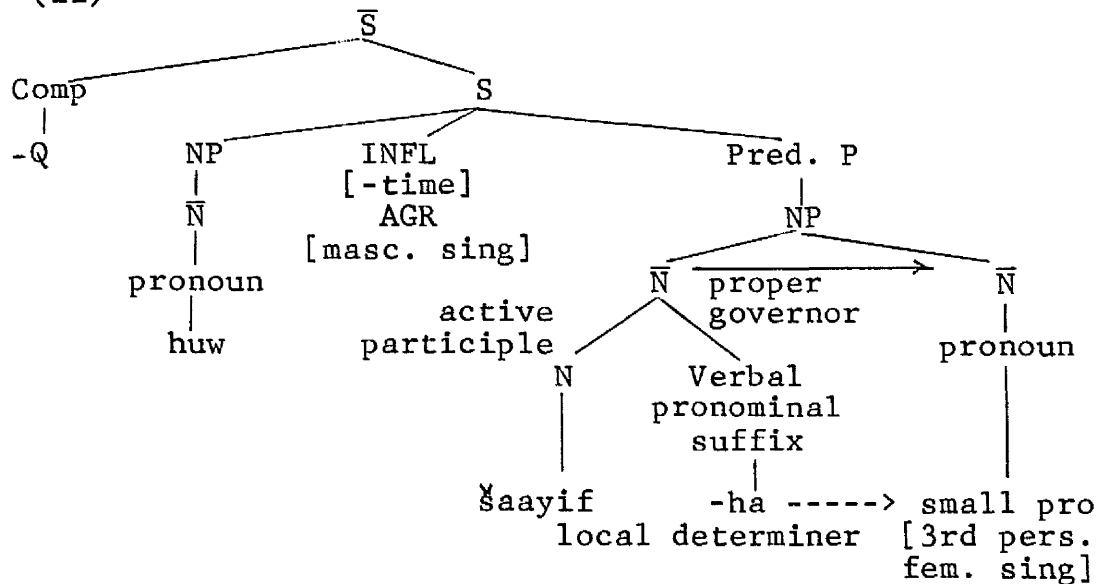 S̄
Comp S
-Q NP INFL Pred. P
[-time]
N̄ AGR NP
[masc. sing]
pronoun N̄ proper N̄
active governor
huw participle pronoun
N Verbal
pronominal
suffix
šaayif -ha -----> small pro
local determiner [3rd pers.
fem. sing]